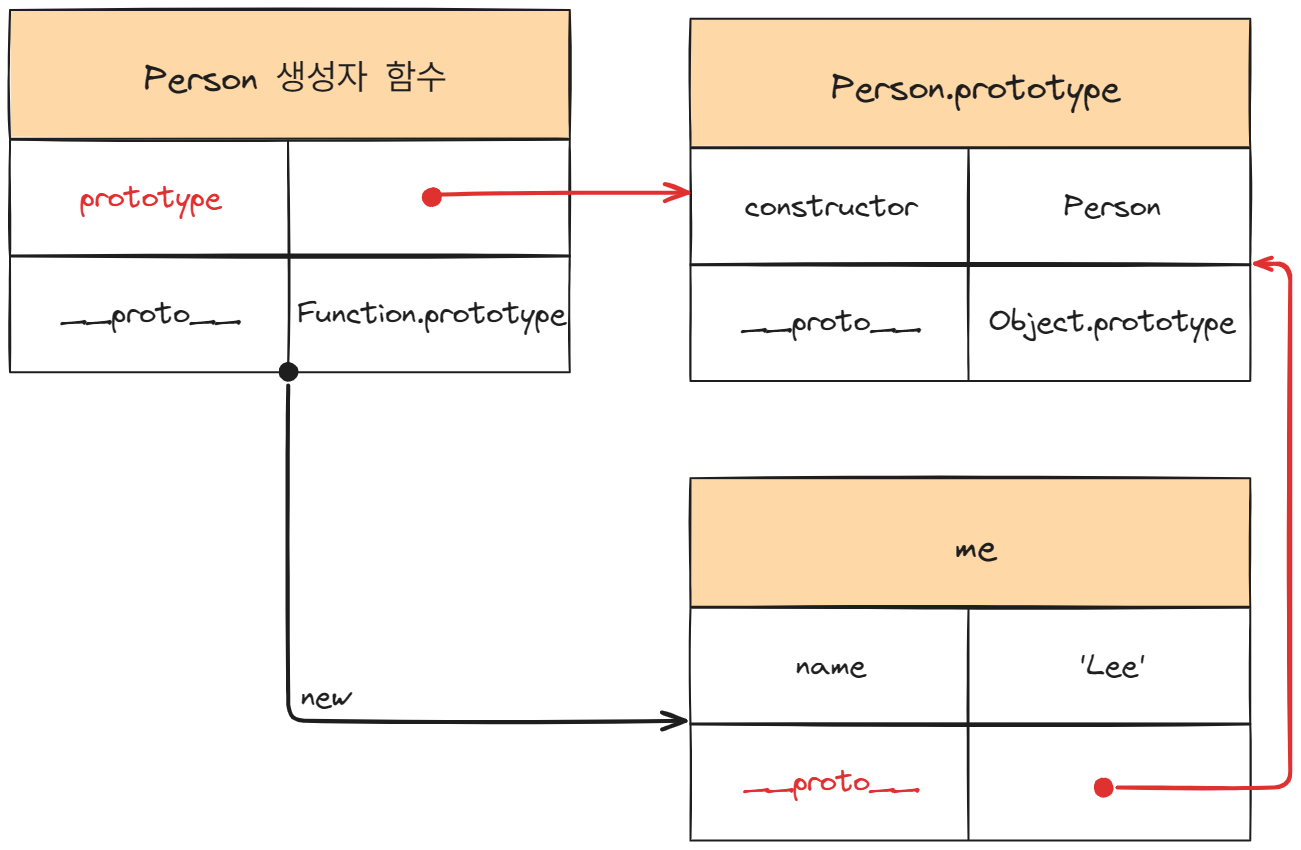 Person 생성자 함수
prototype
__proto__
Function.prototype
Person.prototype
constructor
Person
__proto__
Object.prototype
new
me
name
'Lee'
__proto__